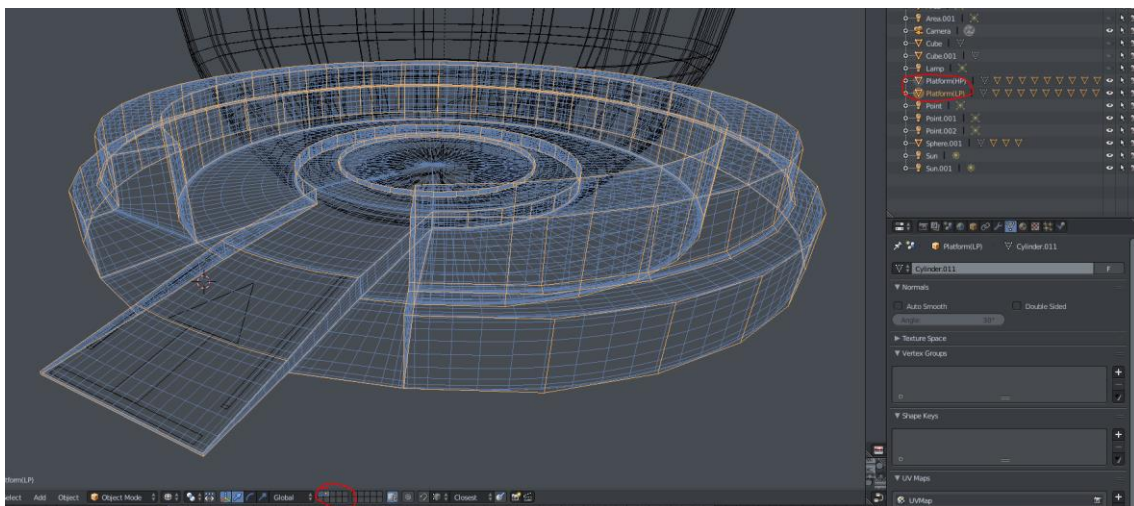 Area.001
Camera
Cube
Cube.001
Lamp
Platform(HP)
Platform(LP)
Point
Point.001
Point.002
Sphere.001
Sun
Sun.001
Platform(LP) Cylinder.011
Cylinder.011 F
Normals
Auto Smooth Double Sided
Angle:
Texture Space
Vertex Groups
Shape Keys
UV Maps
UVMap
tform(LP)
elect Add Object Object Mode Global Closest